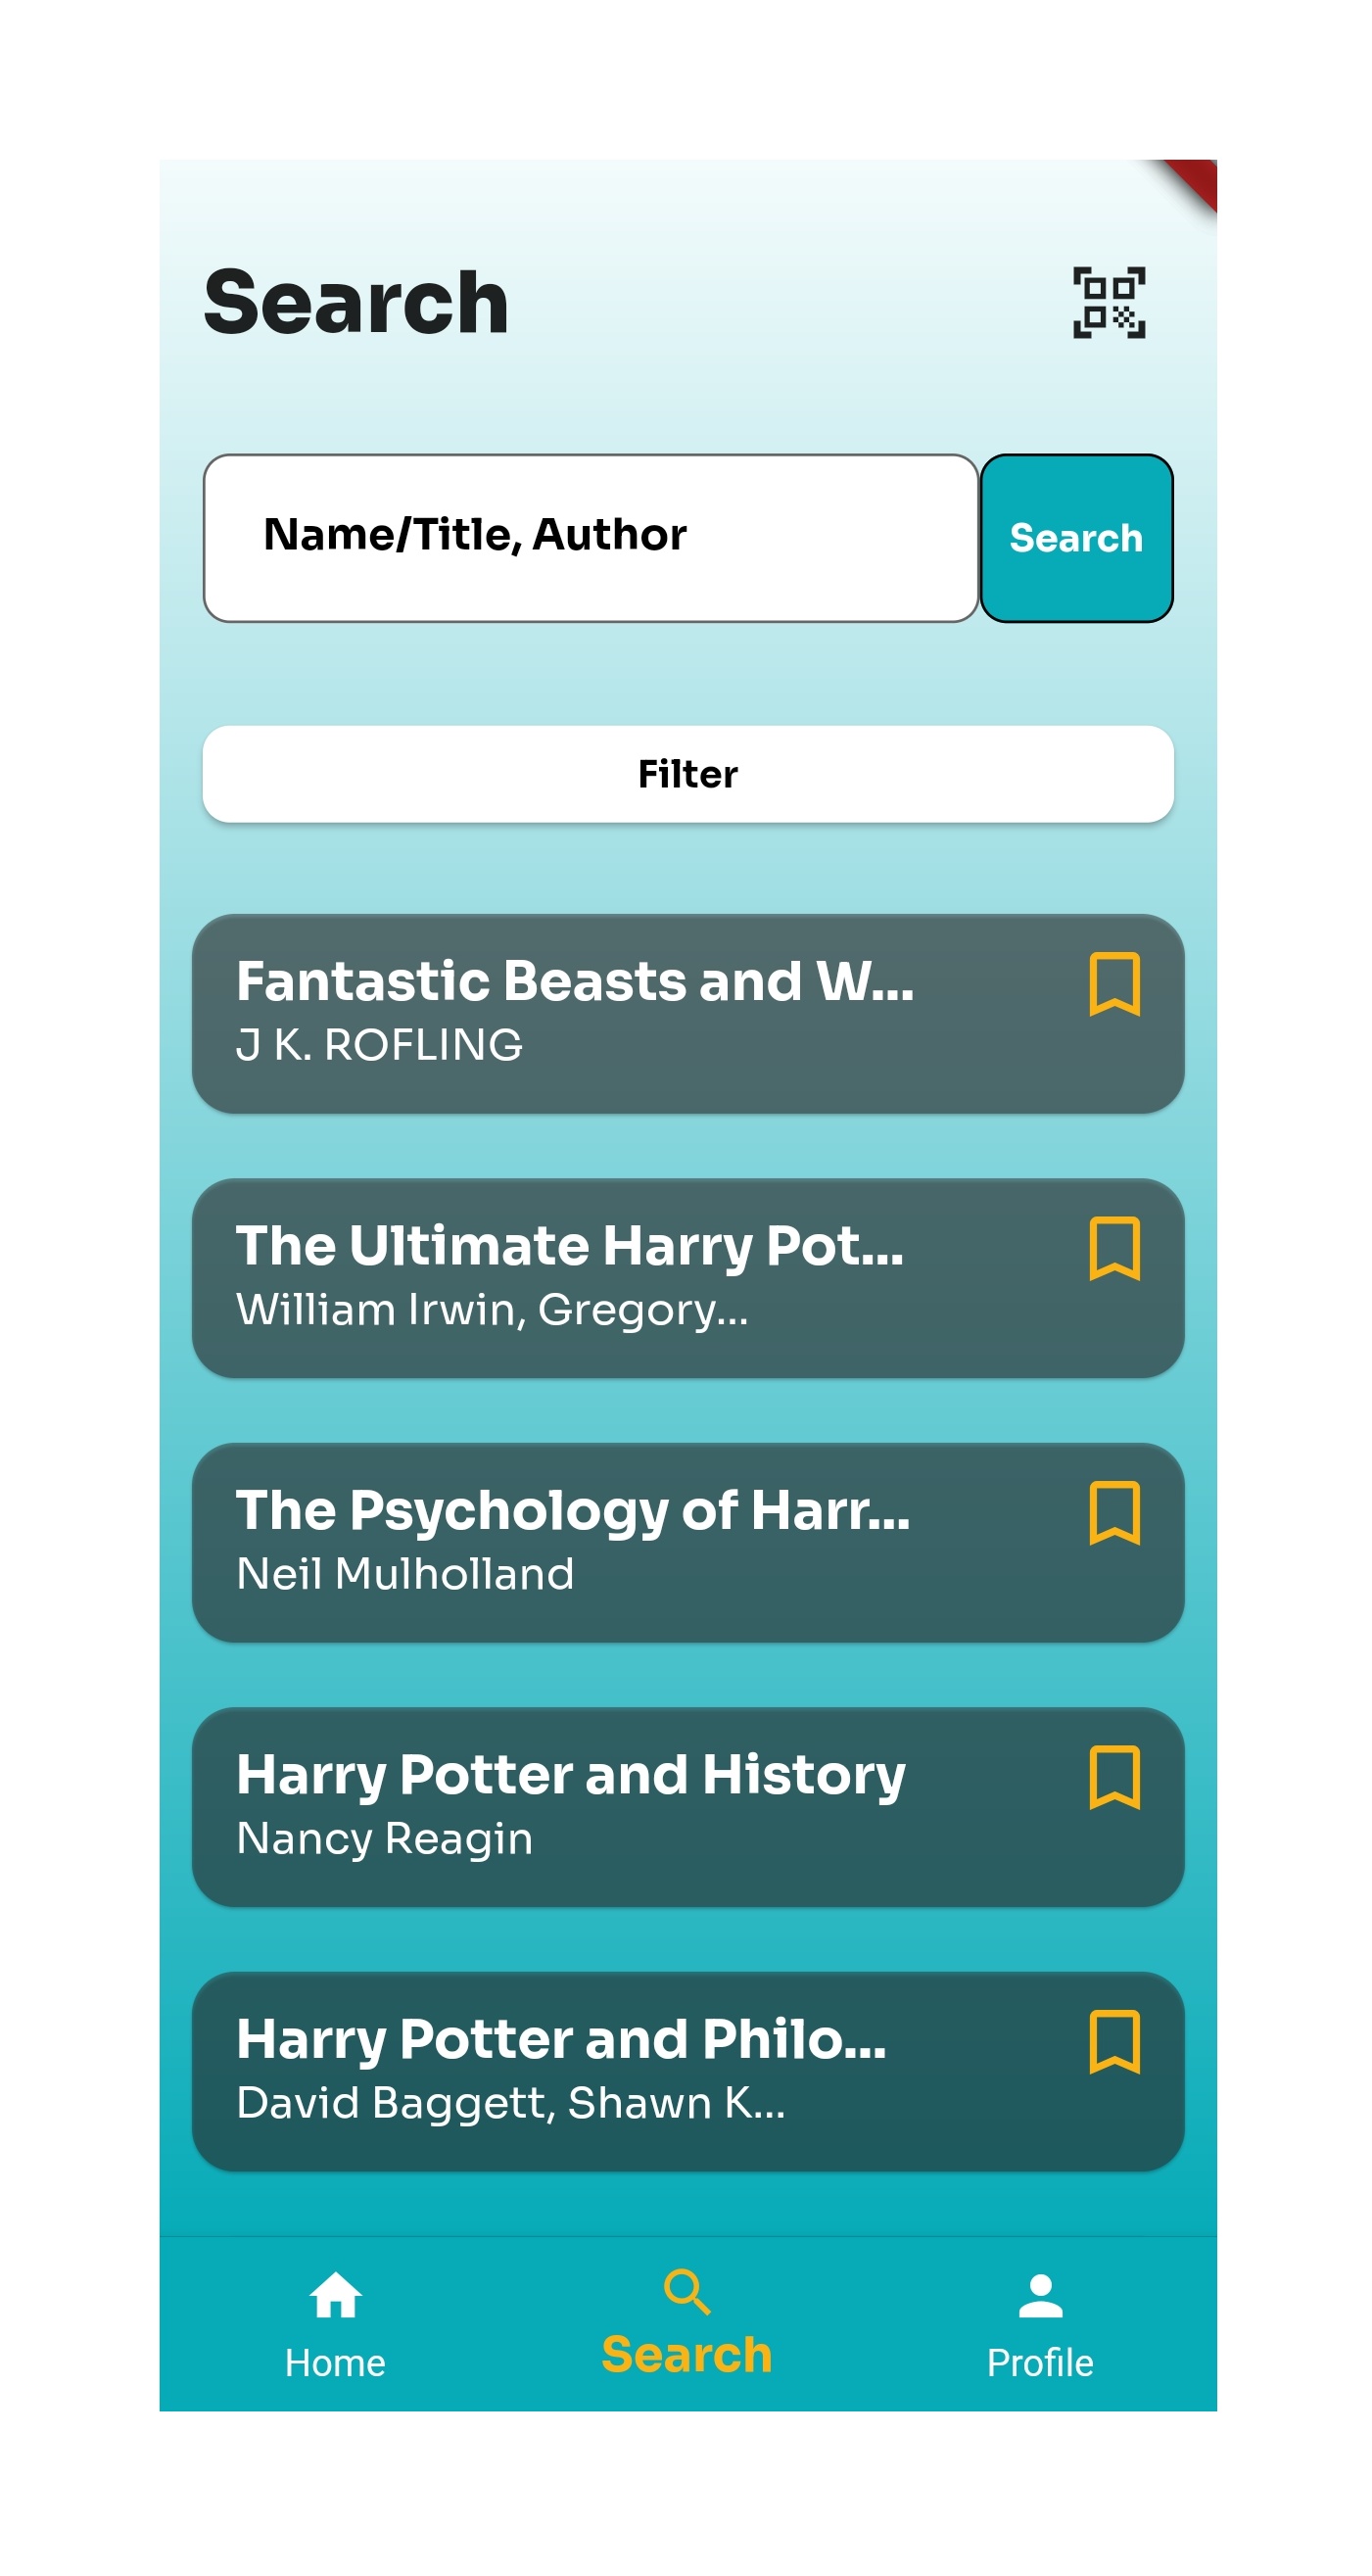 Search
Name/Title, Author
Search
Filter
Fantastic Beasts and W...
J K. ROFLING
The Ultimate Harry Pot...
William Irwin, Gregory...
The Psychology of Harr...
Neil Mulholland
Harry Potter and History
Nancy Reagin
Harry Potter and Philo...
David Baggett, Shawn K...
Home
Search
Profile